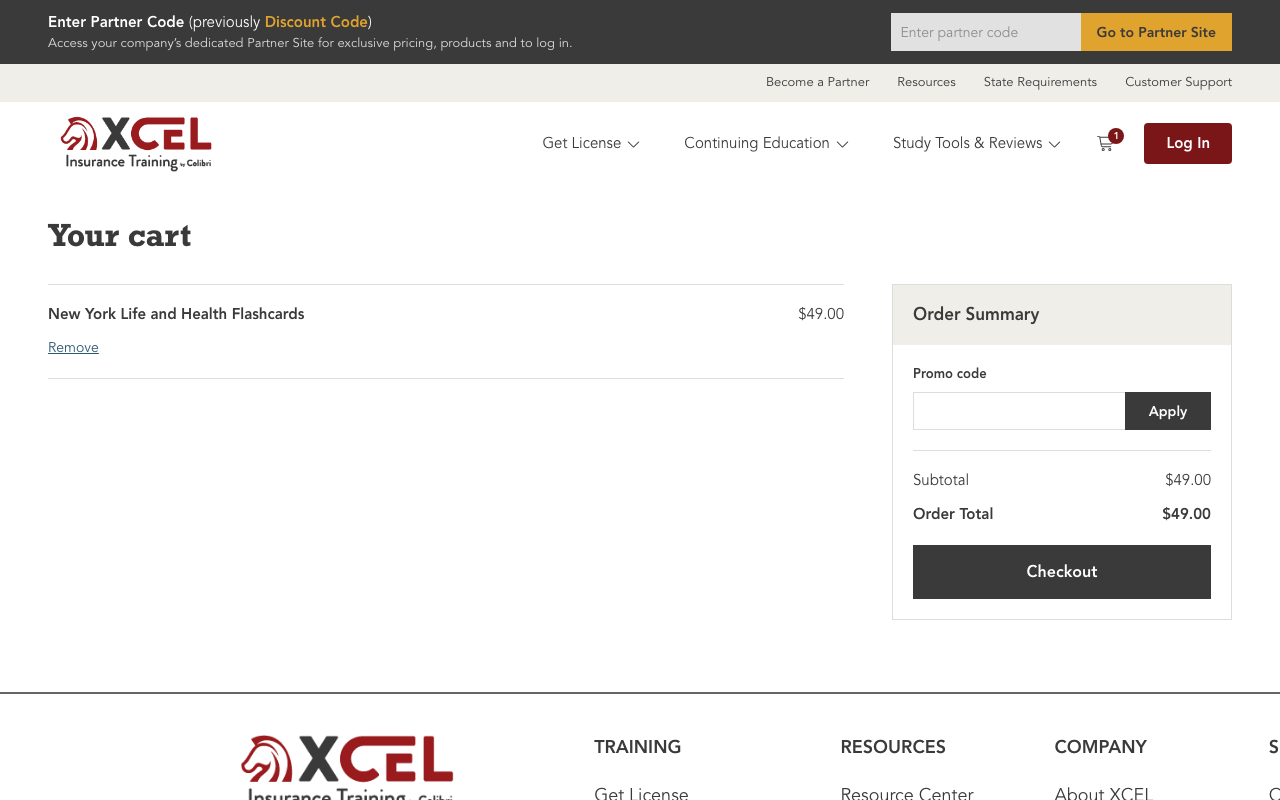 Enter Partner Code (previously Discount Code)
Access your company's dedicated Partner Site for exclusive pricing, products and to log in.
Enter partner code
Go to Partner Site
Become a Partner
Resources
State Requirements
Customer Support
XCEL
Insurance Training by Calibri
Get License
Continuing Education
Study Tools & Reviews
1
Log In
Your cart
New York Life and Health Flashcards
$49.00
Remove
Order Summary
Promo code
Apply
Subtotal
$49.00
Order Total
$49.00
Checkout
XCEL
Insurance Training by Calibri
TRAINING
Get License
RESOURCES
Resource Center
COMPANY
About XCEL